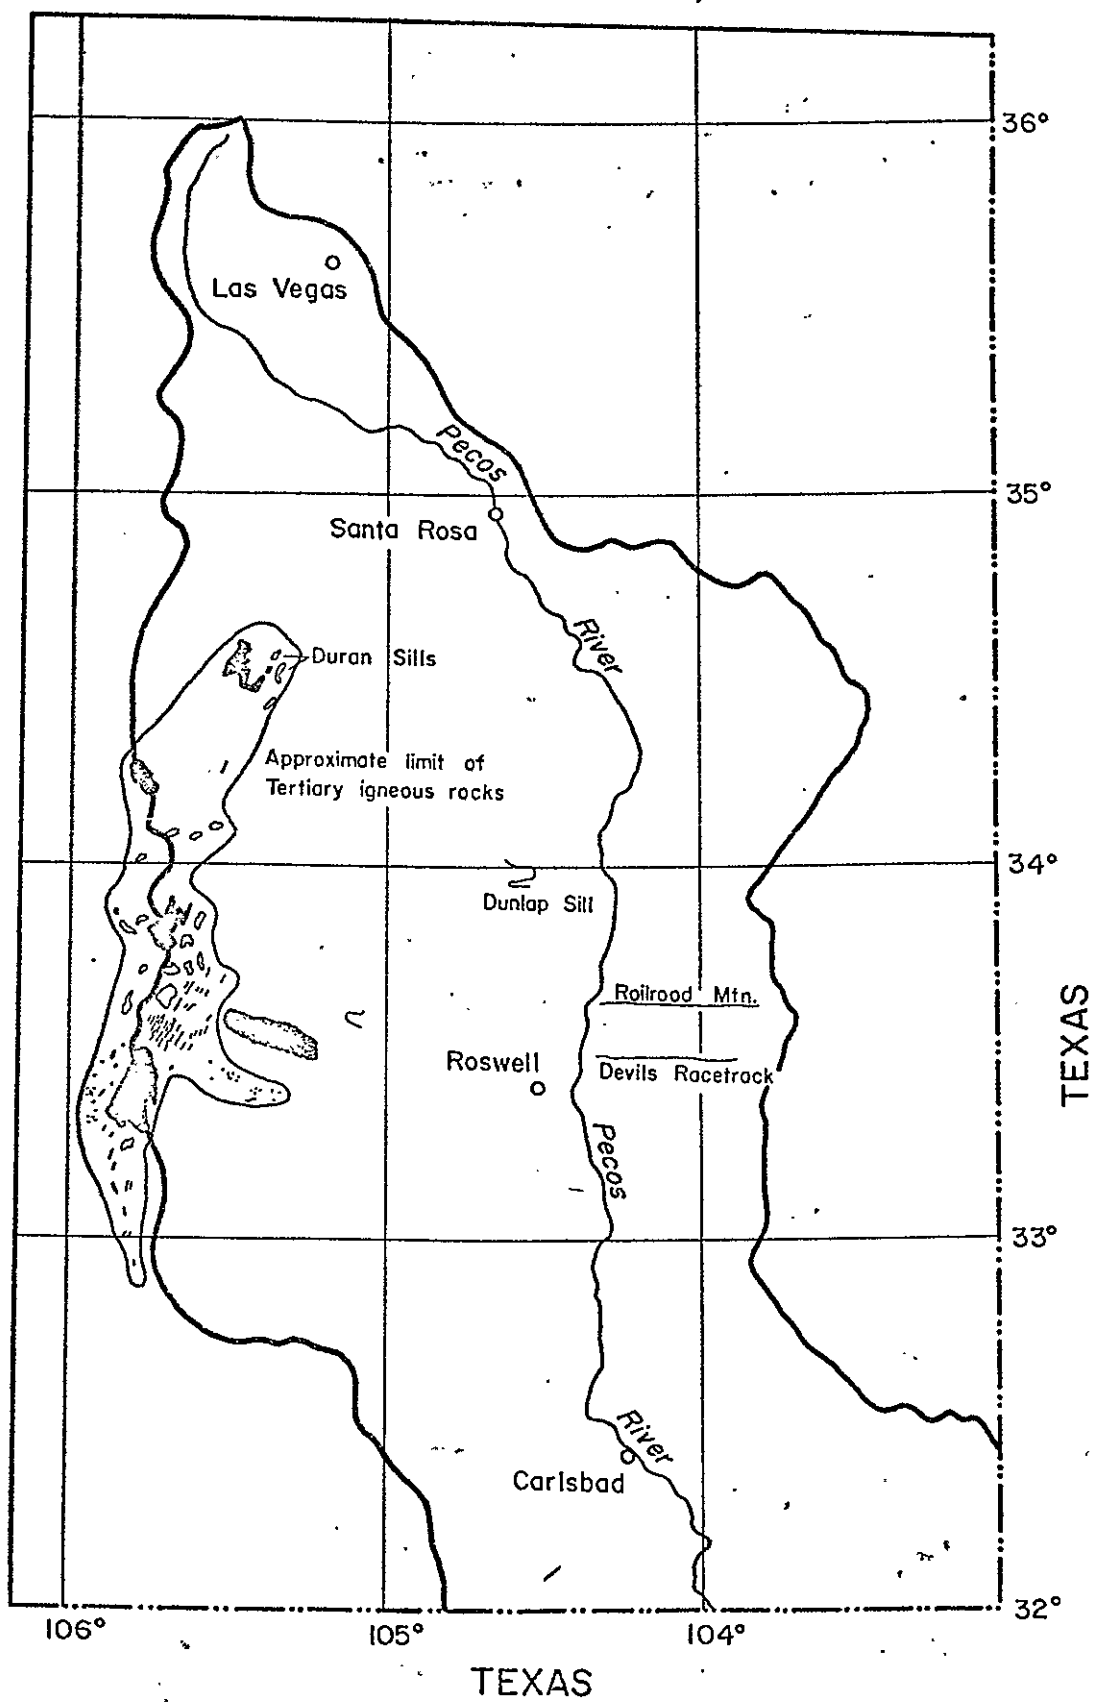 36°
Las Vegas
Pecos
35°
Santa Rosa
River
Duran Sills
Approximate limit of
Tertiary igneous rocks
34°
Dunlap Sill
Railroad Mtn.
TEXAS
Roswell
Devils Racetrack
Pecos
33°
River
Carlsbad
32°
106°
105°
104°
TEXAS